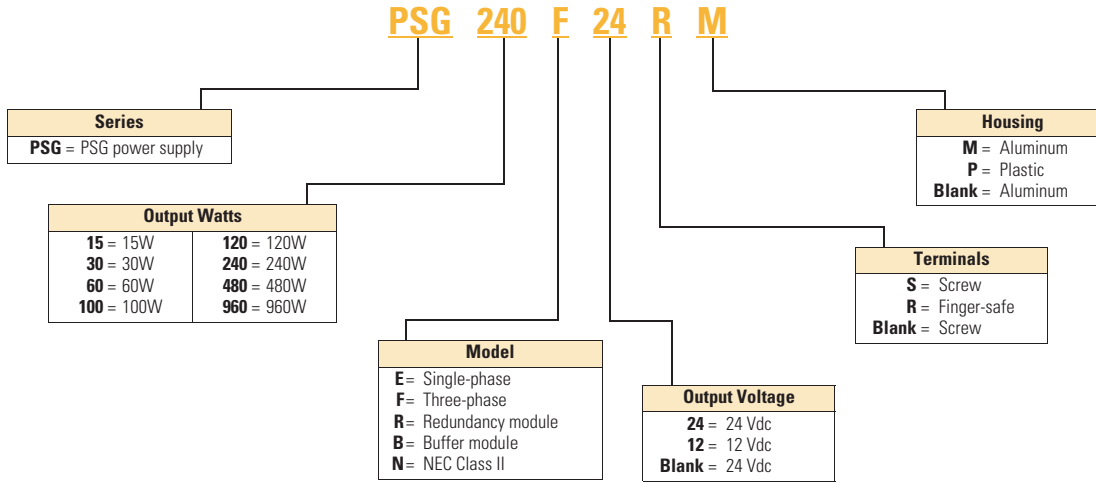 PSG 240 F 24 R M
Series
PSG = PSG power supply
Output Watts
15 = 15W
30 = 30W
60 = 60W
100 = 100W
120 = 120W
240 = 240W
480 = 480W
960 = 960W
Model
E= Single-phase
F= Three-phase
R= Redundancy module
B= Buffer module
N= NEC Class II
Output Voltage
24 = 24 Vdc
12 = 12 Vdc
Blank = 24 Vdc
Terminals
S = Screw
R = Finger-safe
Blank = Screw
Housing
M = Aluminum
P = Plastic
Blank = Aluminum